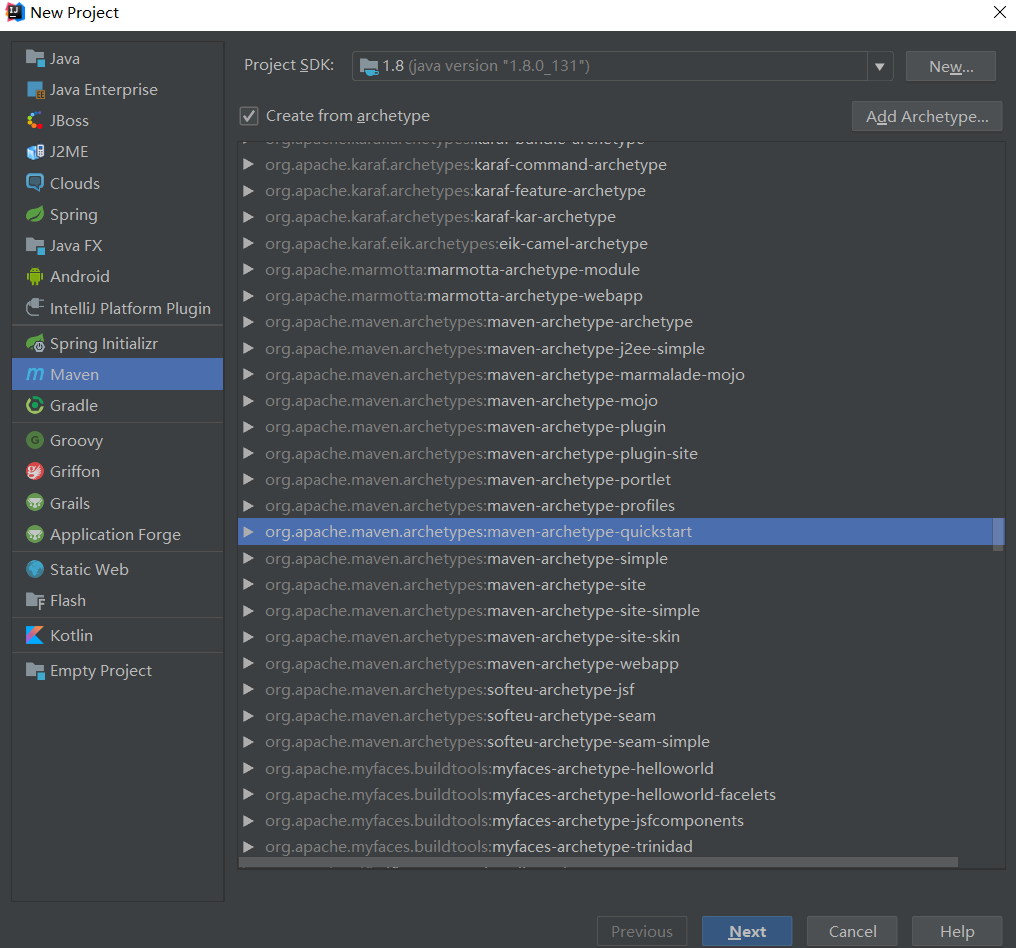 New Project
Java
Java Enterprise
JBoss
J2ME
Clouds
Spring
Java FX
Android
IntelliJ Platform Plugin
Spring Initializr
Maven
Gradle
Groovy
Griffon
Grails
Application Forge
Static Web
Flash
Kotlin
Empty Project
Project SDK: 1.8 (java version "1.8.0_131") New...
Create from archetype Add Archetype...
org.apache.karaf.archetypes:karaf-bundle-archetype
org.apache.karaf.archetypes:karaf-command-archetype
org.apache.karaf.archetypes:karaf-feature-archetype
org.apache.karaf.archetypes:karaf-kar-archetype
org.apache.karaf.eik.archetypes:eik-camel-archetype
org.apache.marmotta:marmotta-archetype-module
org.apache.marmotta:marmotta-archetype-webapp
org.apache.maven.archetypes:maven-archetype-archetype
org.apache.maven.archetypes:maven-archetype-j2ee-simple
org.apache.maven.archetypes:maven-archetype-marmalade-mojo
org.apache.maven.archetypes:maven-archetype-mojo
org.apache.maven.archetypes:maven-archetype-plugin
org.apache.maven.archetypes:maven-archetype-plugin-site
org.apache.maven.archetypes:maven-archetype-portlet
org.apache.maven.archetypes:maven-archetype-profiles
org.apache.maven.archetypes:maven-archetype-quickstart
org.apache.maven.archetypes:maven-archetype-simple
org.apache.maven.archetypes:maven-archetype-site
org.apache.maven.archetypes:maven-archetype-site-simple
org.apache.maven.archetypes:maven-archetype-site-skin
org.apache.maven.archetypes:maven-archetype-webapp
org.apache.maven.archetypes:softeu-archetype-jsf
org.apache.maven.archetypes:softeu-archetype-seam
org.apache.maven.archetypes:softeu-archetype-seam-simple
org.apache.myfaces.buildtools:myfaces-archetype-helloworld
org.apache.myfaces.buildtools:myfaces-archetype-helloworld-facelets
org.apache.myfaces.buildtools:myfaces-archetype-jsfcomponents
org.apache.myfaces.buildtools:myfaces-archetype-trinidad
Previous Next Cancel Help